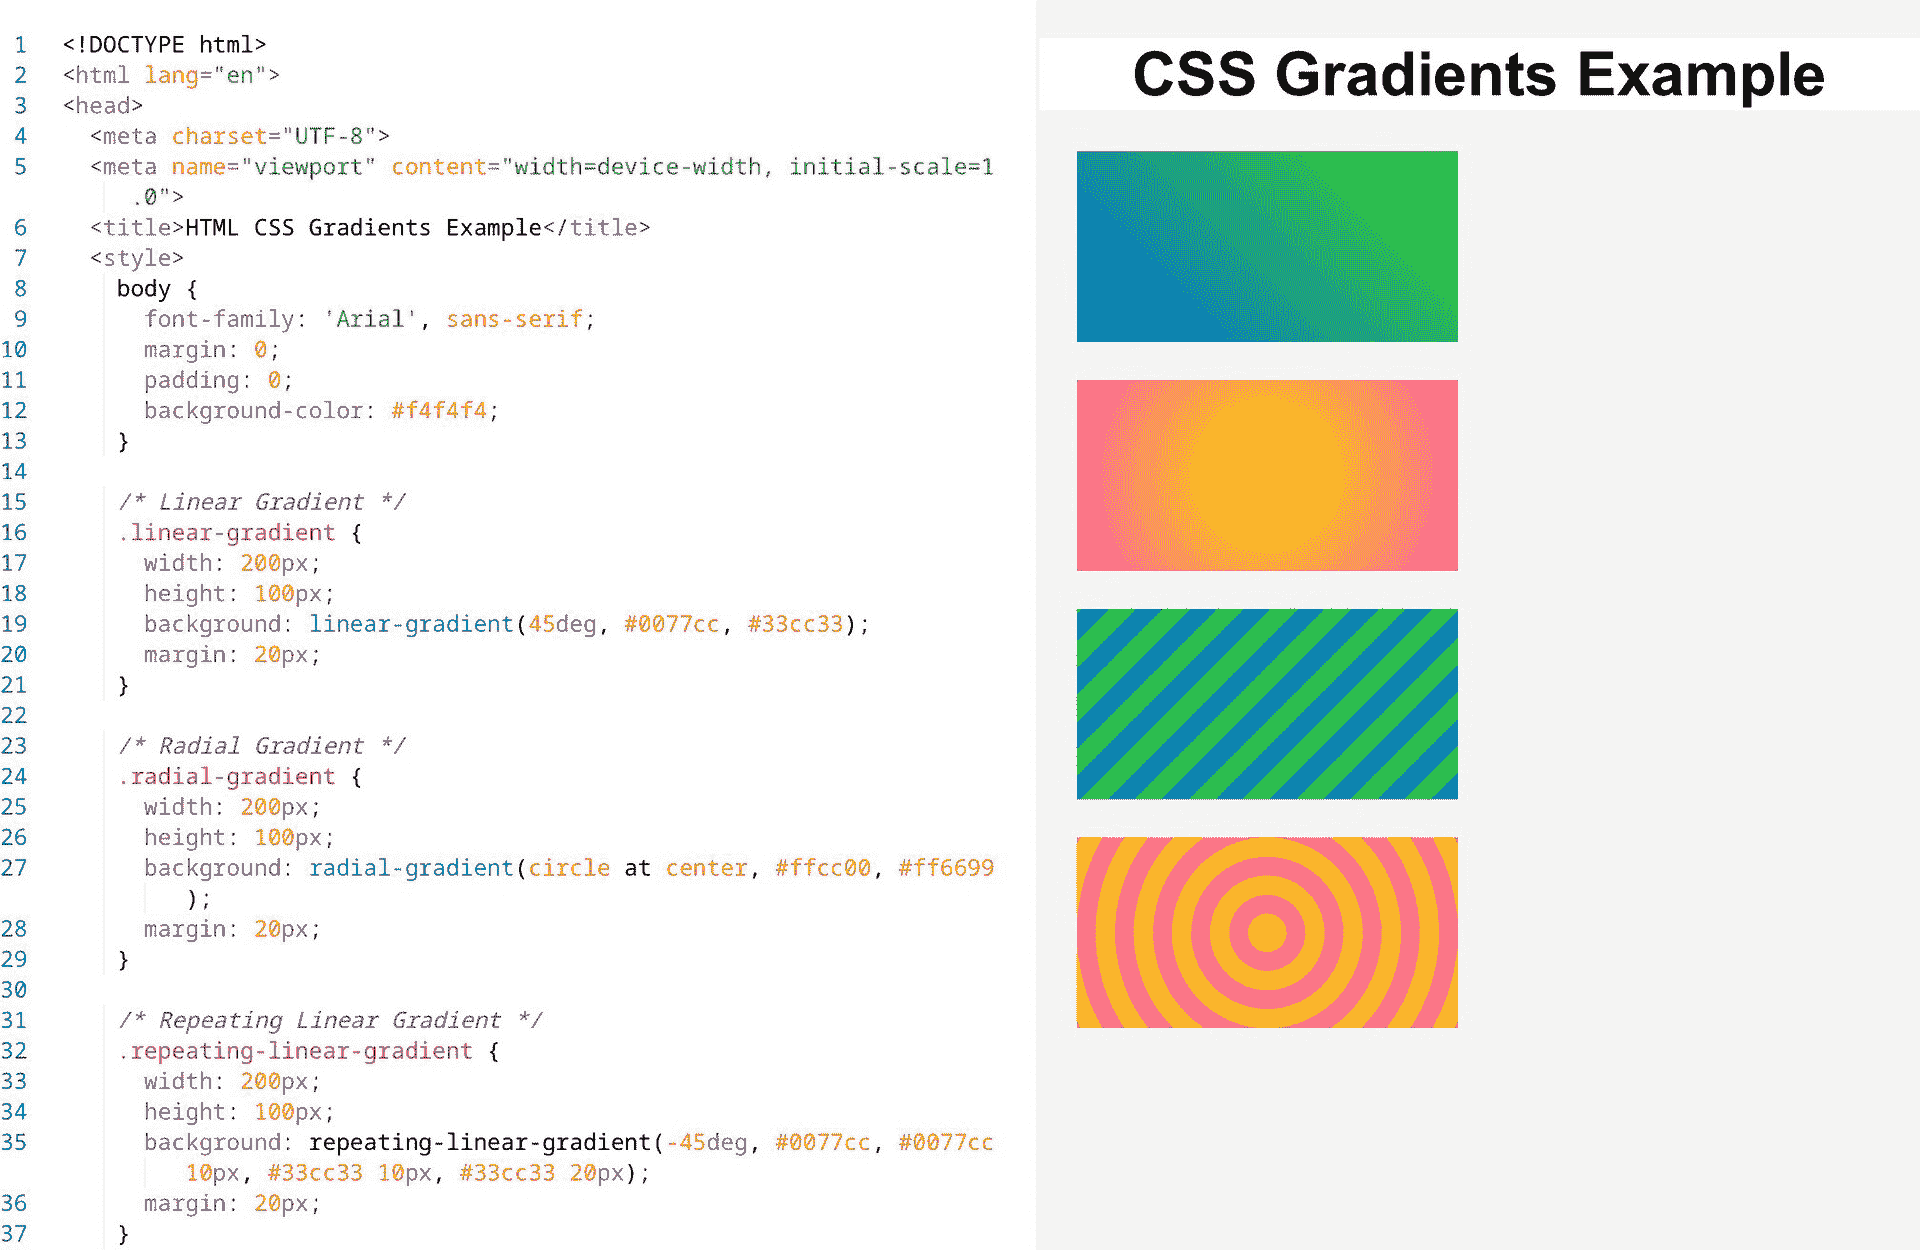 1 <!DOCTYPE html>
2 <html lang="en">
3 <head>
4 <meta charset="UTF-8">
5 <meta name="viewport" content="width=device-width, initial-scale=1
.0">
6 <title>HTML CSS Gradients Example</title>
7 <style>
8 body {
9 font-family: 'Arial', sans-serif;
10 margin: 0;
11 padding: 0;
12 background-color: #f4f4f4;
13 }
14
15 /* Linear Gradient */
16 .linear-gradient {
17 width: 200px;
18 height: 100px;
19 background: linear-gradient(45deg, #0077cc, #33cc33);
20 margin: 20px;
21 }
22
23 /* Radial Gradient */
24 .radial-gradient {
25 width: 200px;
26 height: 100px;
27 background: radial-gradient(circle at center, #ffcc00, #ff6699
);
28 margin: 20px;
29 }
30
31 /* Repeating Linear Gradient */
32 .repeating-linear-gradient {
33 width: 200px;
34 height: 100px;
35 background: repeating-linear-gradient(-45deg, #0077cc, #0077cc
10px, #33cc33 10px, #33cc33 20px);
36 margin: 20px;
37 }
CSS Gradients Example